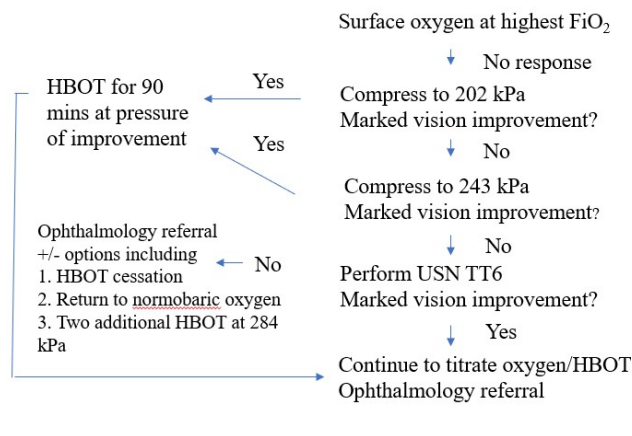 Surface oxygen at highest FiO2
No response
HBOT for 90
mins at pressure
of improvement
Yes
Compress to 202 kPa
Marked vision improvement?
Yes
No
Compress to 243 kPa
Marked vision improvement?
No
Ophthalmology referral
+/- options including
1. HBOT cessation
2. Return to normobaric oxygen
3. Two additional HBOT at 284
kPa
No
Perform USN TT6
Marked vision improvement?
Yes
Continue to titrate oxygen/HBOT
Ophthalmology referral